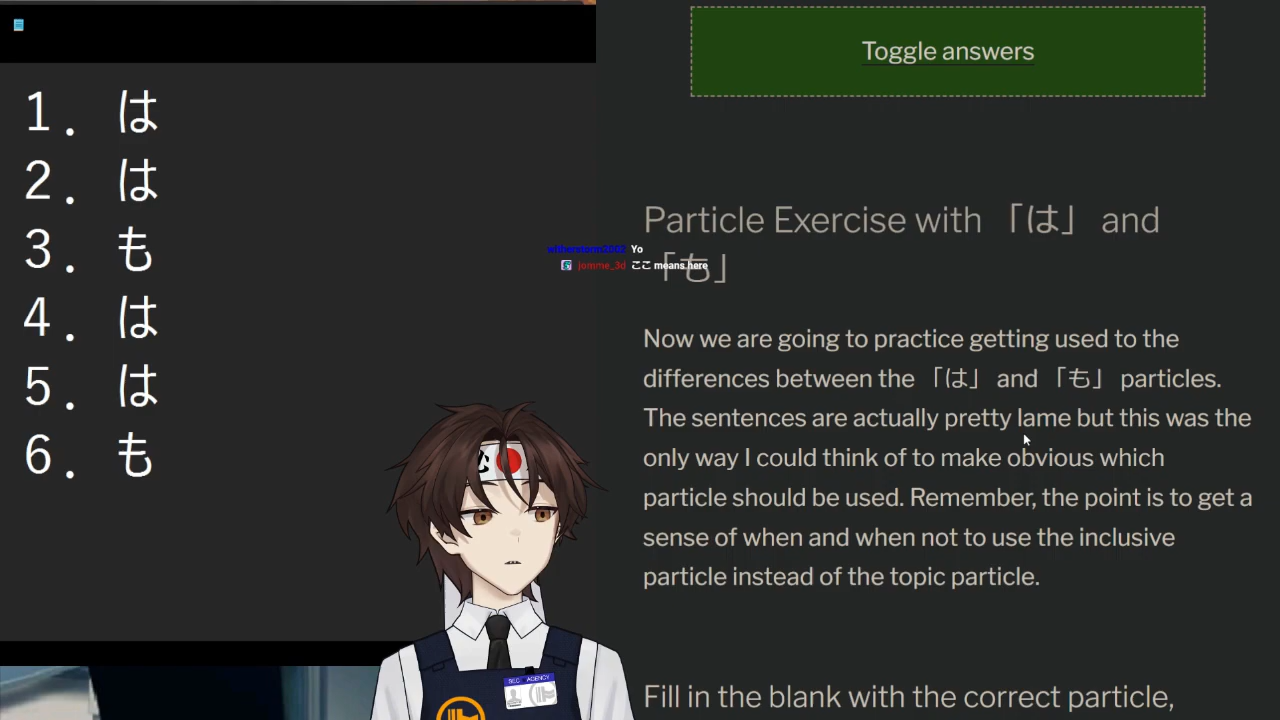 1. は
2. は
3. も
4. は
5. は
6. も
Toggle answers
Particle Exercise with 「は」 and
「も」
witherstorm2002 Yo
jomme_3d ここ means here
Now we are going to practice getting used to the
differences between the 「は」 and 「も」 particles.
The sentences are actually pretty lame but this was the
only way I could think of to make obvious which
particle should be used. Remember, the point is to get a
sense of when and when not to use the inclusive
particle instead of the topic particle.
Fill in the blank with the correct particle,